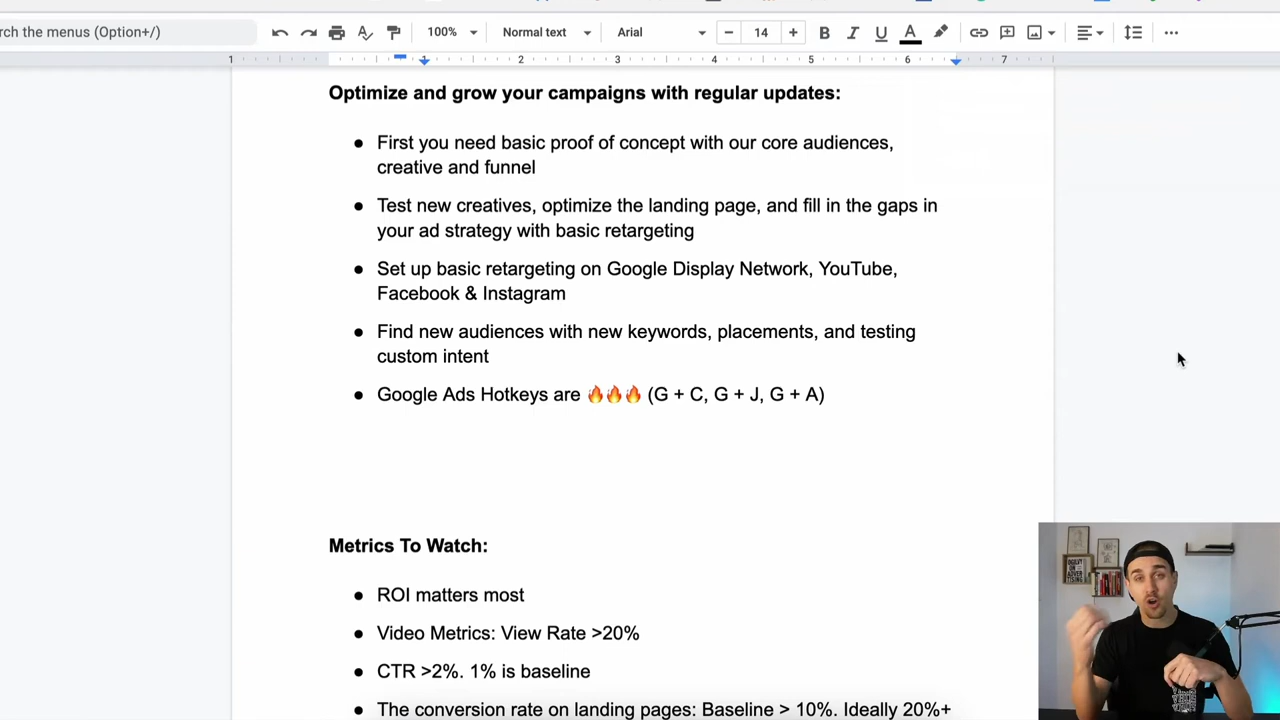 rch the menus (Option+/)
100%
Normal text
Arial
− 14 +
B I U A
1 1 2 3 4 5 6 7
Optimize and grow your campaigns with regular updates:
● First you need basic proof of concept with our core audiences,
creative and funnel
● Test new creatives, optimize the landing page, and fill in the gaps in
your ad strategy with basic retargeting
● Set up basic retargeting on Google Display Network, YouTube,
Facebook & Instagram
● Find new audiences with new keywords, placements, and testing
custom intent
● Google Ads Hotkeys are 🔥🔥🔥 (G + C, G + J, G + A)
Metrics To Watch:
● ROI matters most
● Video Metrics: View Rate >20%
● CTR >2%. 1% is baseline
● The conversion rate on landing pages: Baseline > 10%. Ideally 20%+
OGILVY
ON
ADVER
TISING